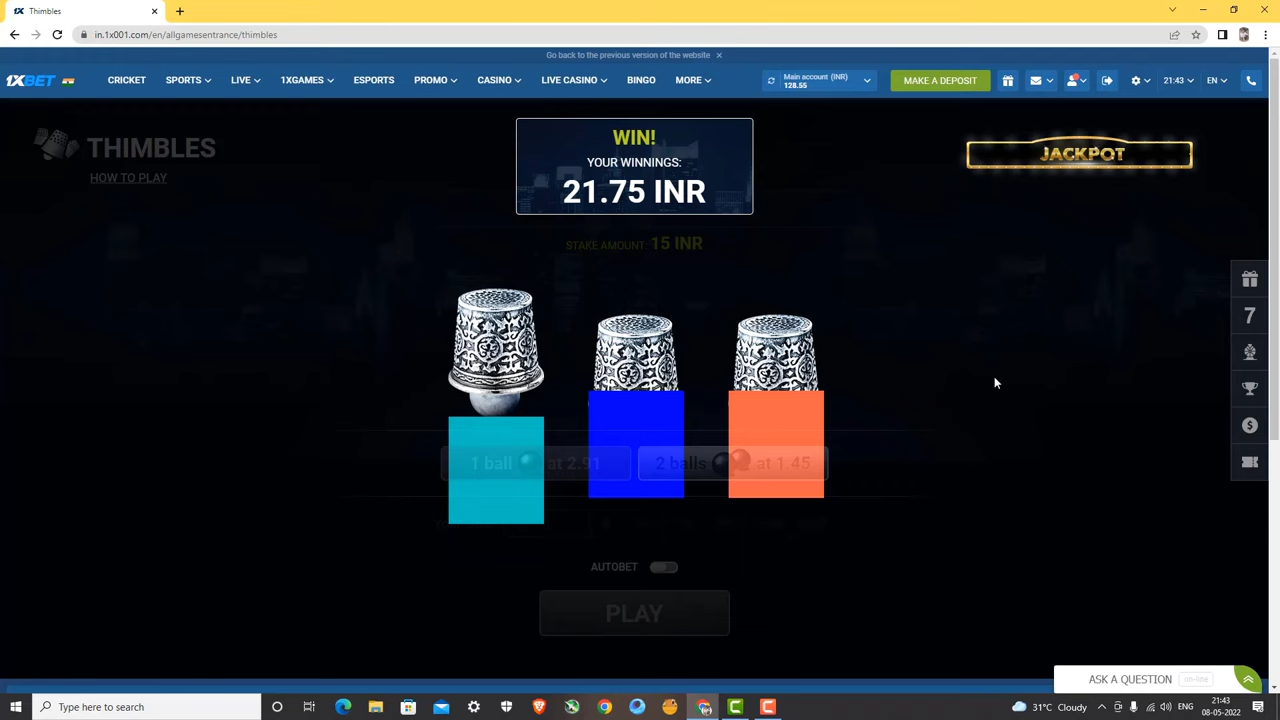 Thimbles
in.1x001.com/en/allgamesentrance/thimbles
Go back to the previous version of the website ×
1XBET CRICKET SPORTS LIVE 1XGAMES ESPORTS PROMO CASINO LIVE CASINO BINGO MORE Main account (INR) MAKE A DEPOSIT 21:43 EN
128.55
WIN!
THIMBLES YOUR WINNINGS: JACKPOT
HOW TO PLAY 21.75 INR
STAKE AMOUNT: 15 INR
7
$
1 ball at 2.91 2 balls at 1.45
AUTOBET
PLAY
ASK A QUESTION on-line
Type here to search 31°C Cloudy ENG 21:43
08-05-2022